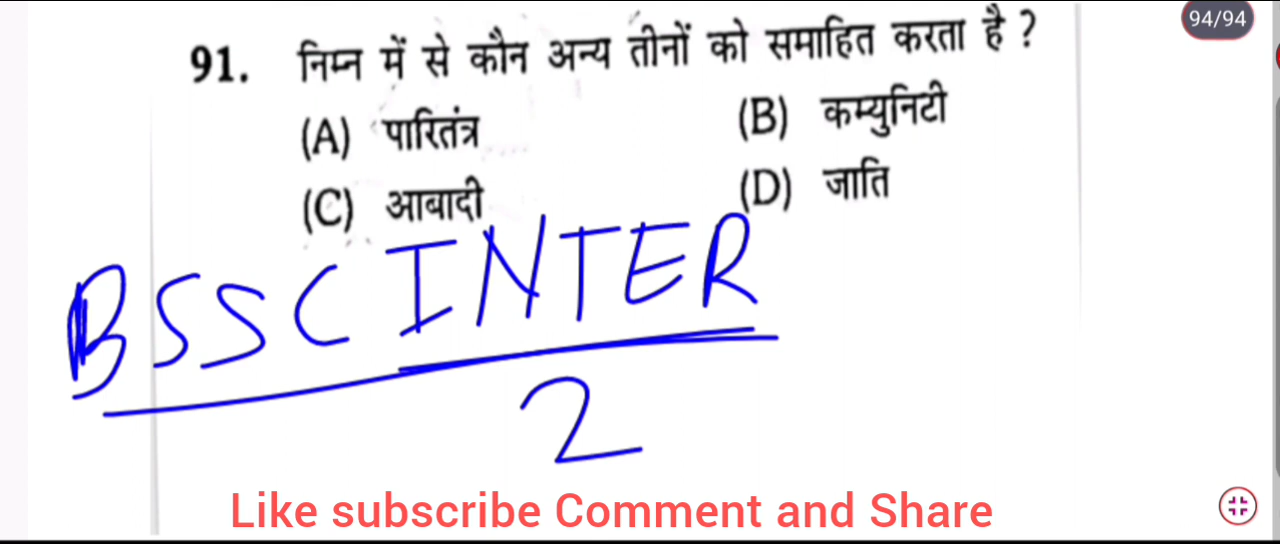 94/94
91. निम्न में से कौन अन्य तीनों को समाहित करता है ?
(A) पारितंत्र (B) कम्युनिटी
(C) आबादी (D) जाति
BSSC INTER
2
Like subscribe Comment and Share